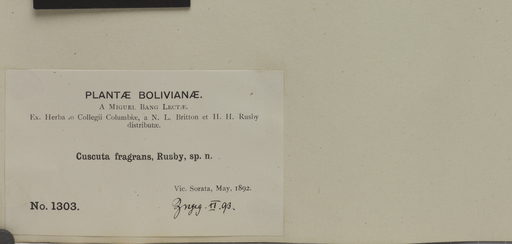 PLANTÆ BOLIVIANÆ.
A MIGUEL BANG LECTÆ.
Ex. Herba io Collegii Columbiæ, a N. L. Britton et H. H. Rusby
distributæ.
Cuscuta fragrans, Rusby, sp. n.
Vic. Sorata, May, 1892.
No. 1303.